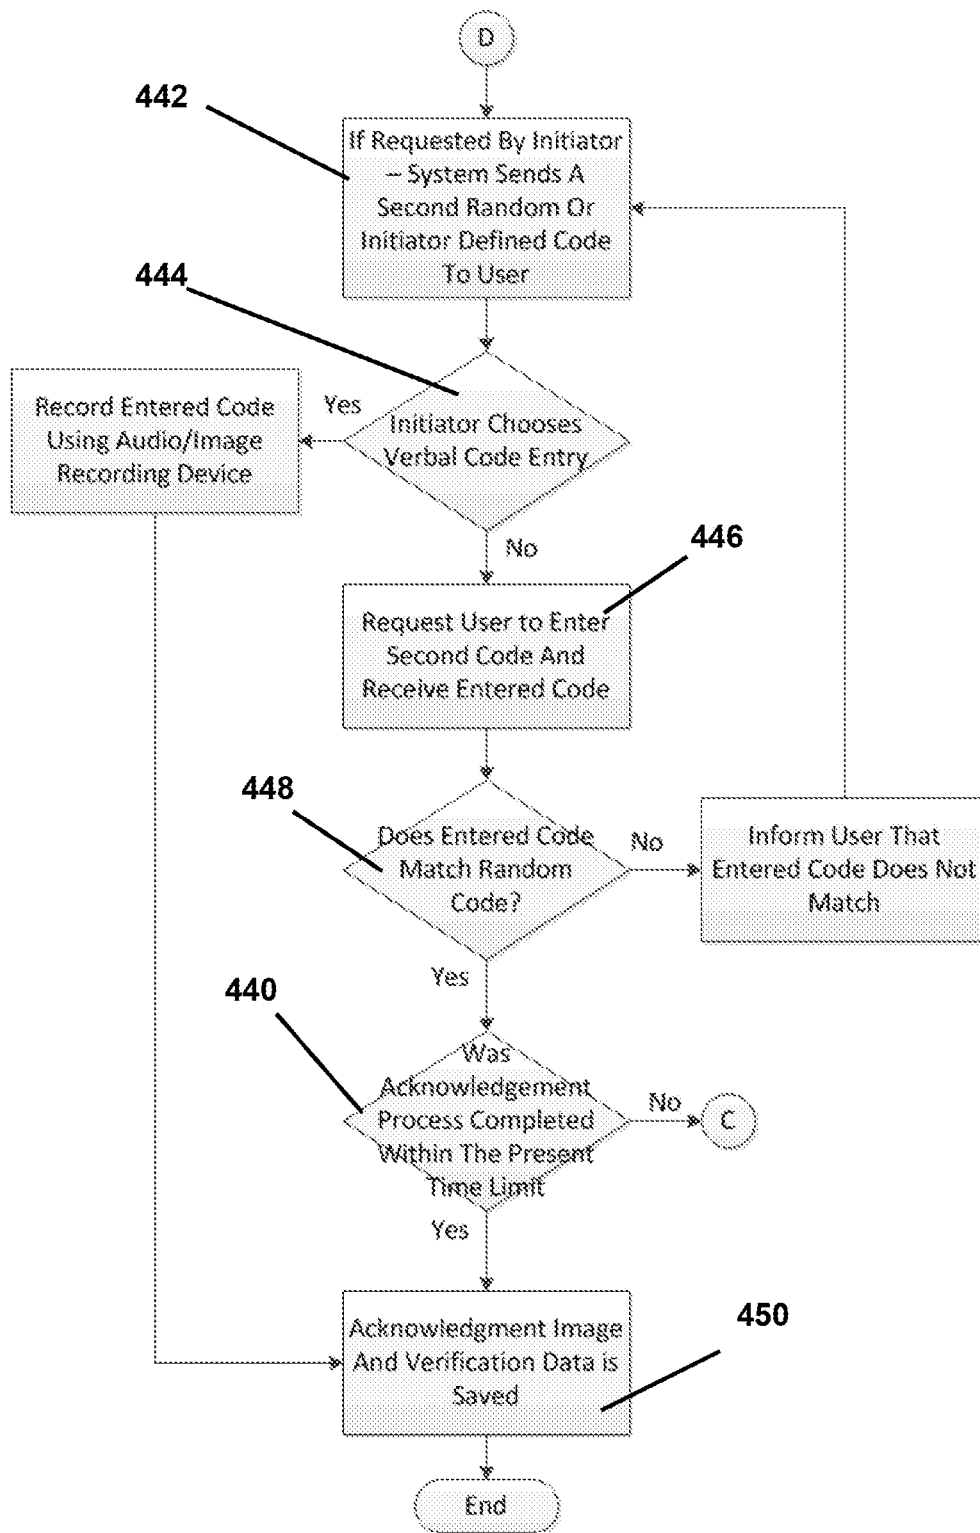 D
442
If Requested By Initiator
– System Sends A
Second Random Or
Initiator Defined Code
To User
444
Record Entered Code
Using Audio/Image
Recording Device
Yes
Initiator Chooses
Verbal Code Entry
No
446
Request User to Enter
Second Code And
Receive Entered Code
448
Does Entered Code
Match Random
Code?
No
Inform User That
Entered Code Does Not
Match
Yes
440
Was
Acknowledgement
Process Completed
Within The Present
Time Limit
No
C
Yes
450
Acknowledgment Image
And Verification Data is
Saved
End